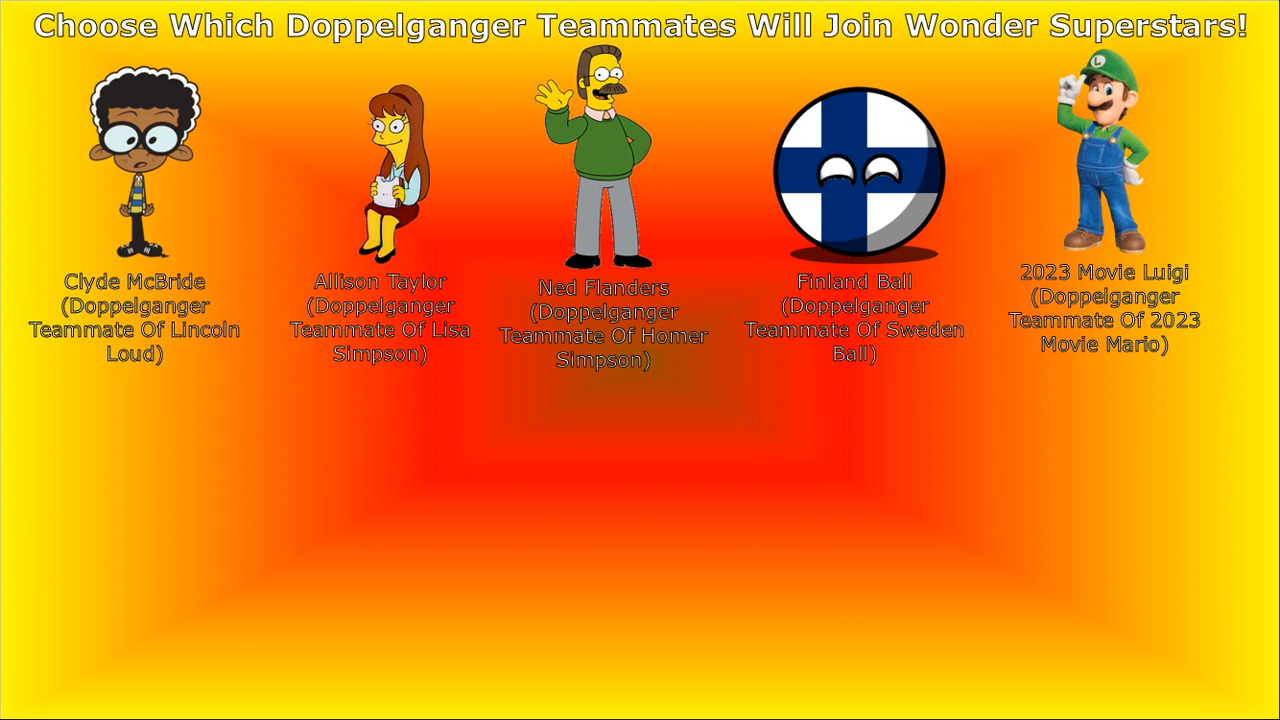 Choose Which Doppelganger Teammates Will Join Wonder Superstars!
L
Clyde McBride
(Doppelganger
Teammate Of Lincoln
Loud)
Allison Taylor
(Doppelganger
Teammate Of Lisa
Simpson)
Ned Flanders
(Doppelganger
Teammate Of Homer
Simpson)
Finland Ball
(Doppelganger
Teammate Of Sweden
Ball)
2023 Movie Luigi
(Doppelganger
Teammate Of 2023
Movie Mario)